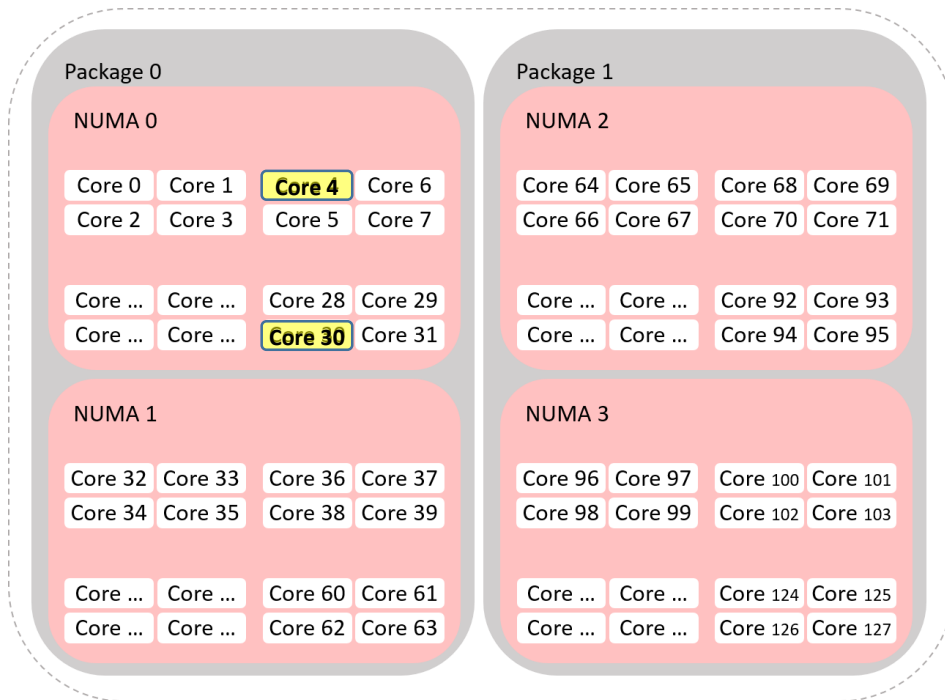 Package 0
NUMA 0
Core 0 Core 1 Core 4 Core 6
Core 2 Core 3 Core 5 Core 7
Core ... Core ... Core 28 Core 29
Core ... Core ... Core 30 Core 31
NUMA 1
Core 32 Core 33 Core 36 Core 37
Core 34 Core 35 Core 38 Core 39
Core ... Core ... Core 60 Core 61
Core ... Core ... Core 62 Core 63
Package 1
NUMA 2
Core 64 Core 65 Core 68 Core 69
Core 66 Core 67 Core 70 Core 71
Core ... Core ... Core 92 Core 93
Core ... Core ... Core 94 Core 95
NUMA 3
Core 96 Core 97 Core 100 Core 101
Core 98 Core 99 Core 102 Core 103
Core ... Core ... Core 124 Core 125
Core ... Core ... Core 126 Core 127